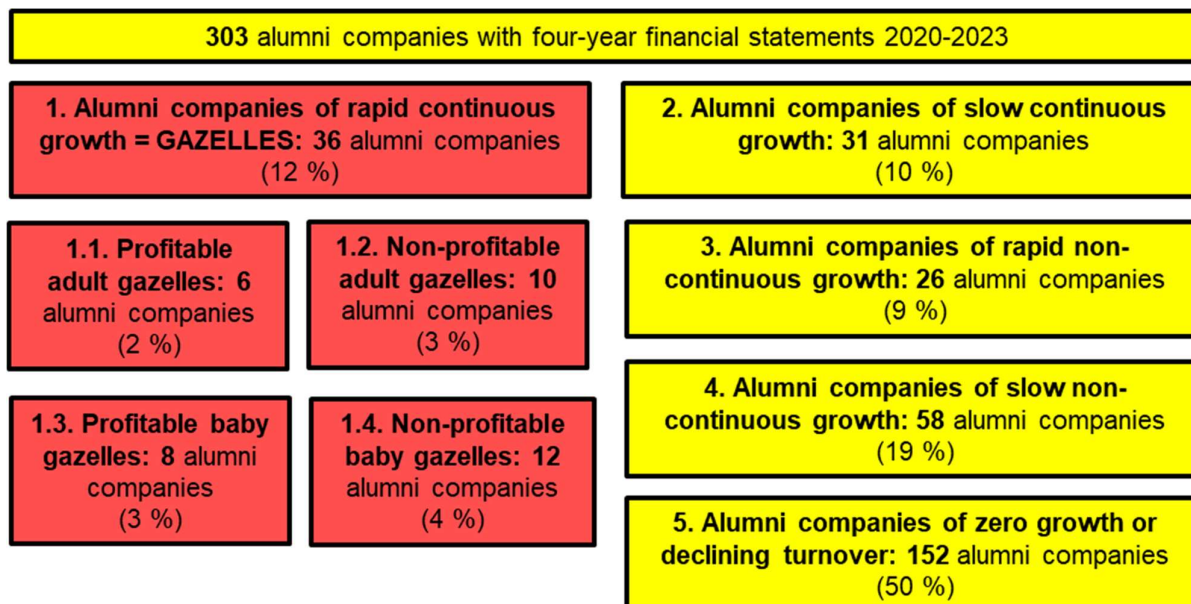 303 alumni companies with four-year financial statements 2020-2023
1. Alumni companies of rapid continuous
growth = GAZELLES: 36 alumni companies
(12 %)
2. Alumni companies of slow continuous
growth: 31 alumni companies
(10 %)
1.1. Profitable
adult gazelles: 6
alumni companies
(2 %)
1.2. Non-profitable
adult gazelles: 10
alumni companies
(3 %)
3. Alumni companies of rapid non-
continuous growth: 26 alumni companies
(9 %)
1.3. Profitable baby
gazelles: 8 alumni
companies
(3 %)
1.4. Non-profitable
baby gazelles: 12
alumni companies
(4 %)
4. Alumni companies of slow non-
continuous growth: 58 alumni companies
(19 %)
5. Alumni companies of zero growth or
declining turnover: 152 alumni companies
(50 %)